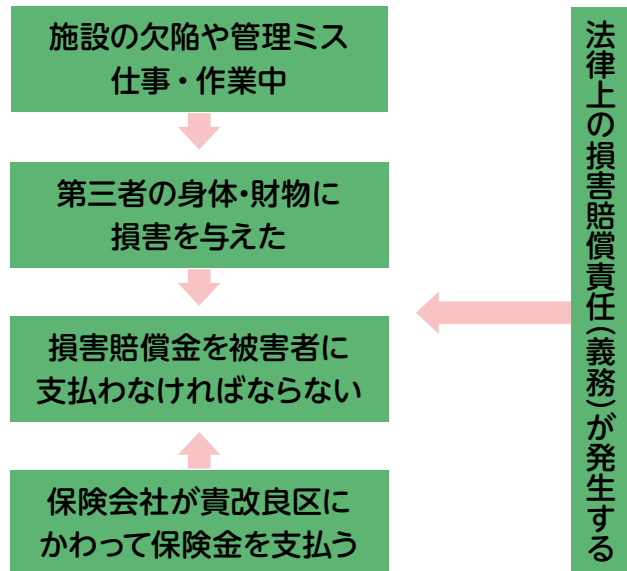 施設の欠陥や管理ミス
仕事・作業中
第三者の身体・財物に
損害を与えた
損害賠償金を被害者に
支払わなければならない
保険会社が貴改良区に
かわって保険金を支払う
法律上の損害賠償責任(義務)が発生する